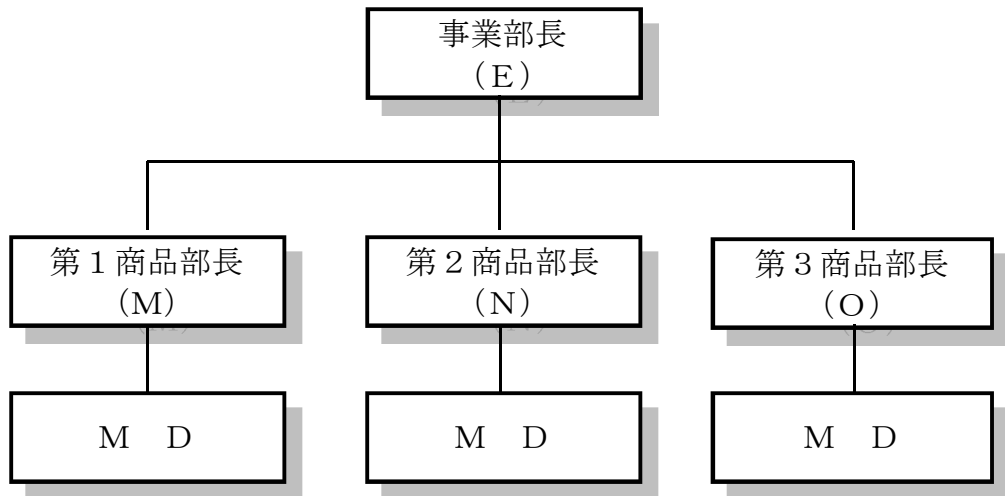 事業部長
（Ｅ）
第１商品部長
（Ｍ）
第２商品部長
（Ｎ）
第３商品部長
（Ｏ）
Ｍ　Ｄ
Ｍ　Ｄ
Ｍ　Ｄ